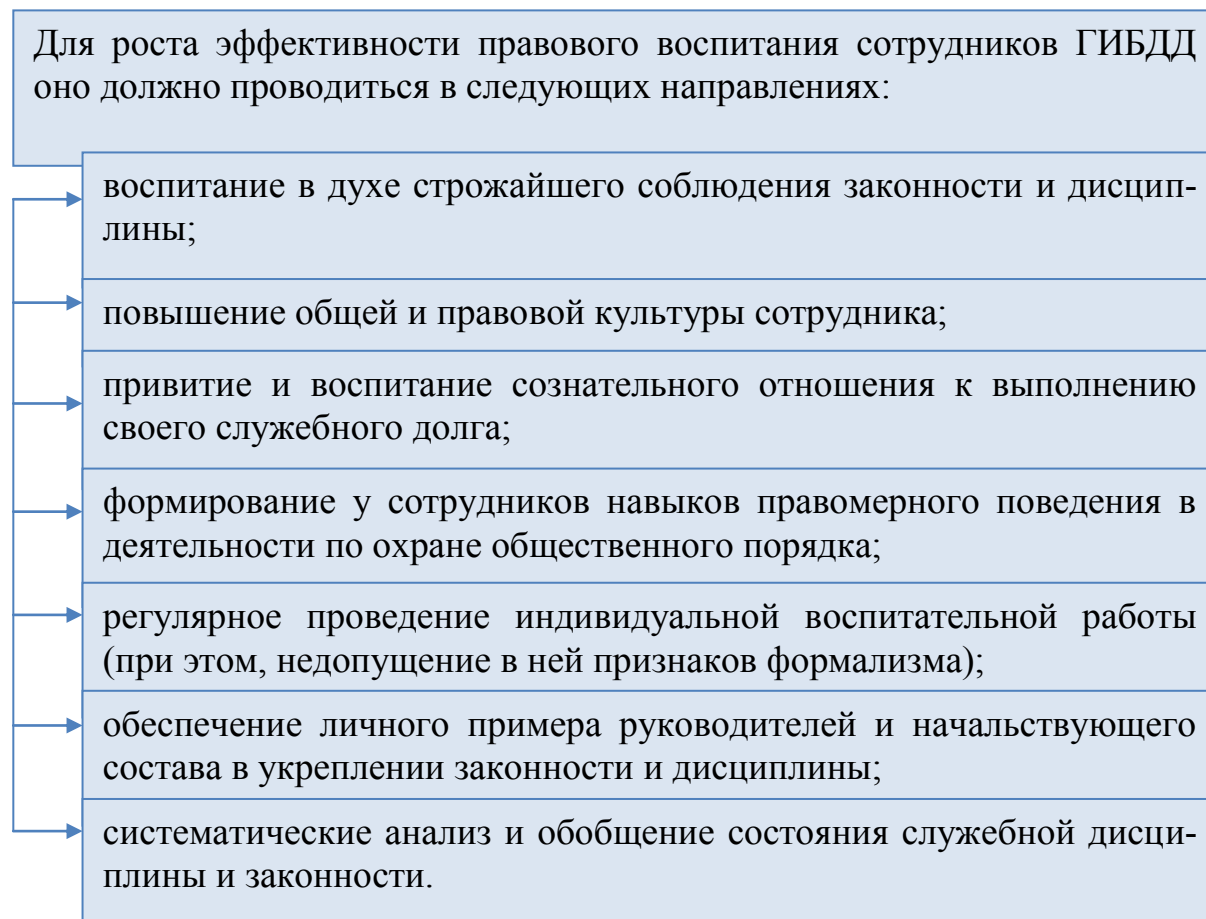 Для роста эффективности правового воспитания сотрудников ГИБДД
оно должно проводиться в следующих направлениях:
воспитание в духе строжайшего соблюдения законности и дисцип-
лины;
повышение общей и правовой культуры сотрудника;
привитие и воспитание сознательного отношения к выполнению
своего служебного долга;
формирование у сотрудников навыков правомерного поведения в
деятельности по охране общественного порядка;
регулярное проведение индивидуальной воспитательной работы
(при этом, недопущение в ней признаков формализма);
обеспечение личного примера руководителей и начальствующего
состава в укреплении законности и дисциплины;
систематические анализ и обобщение состояния служебной дисци-
плины и законности.